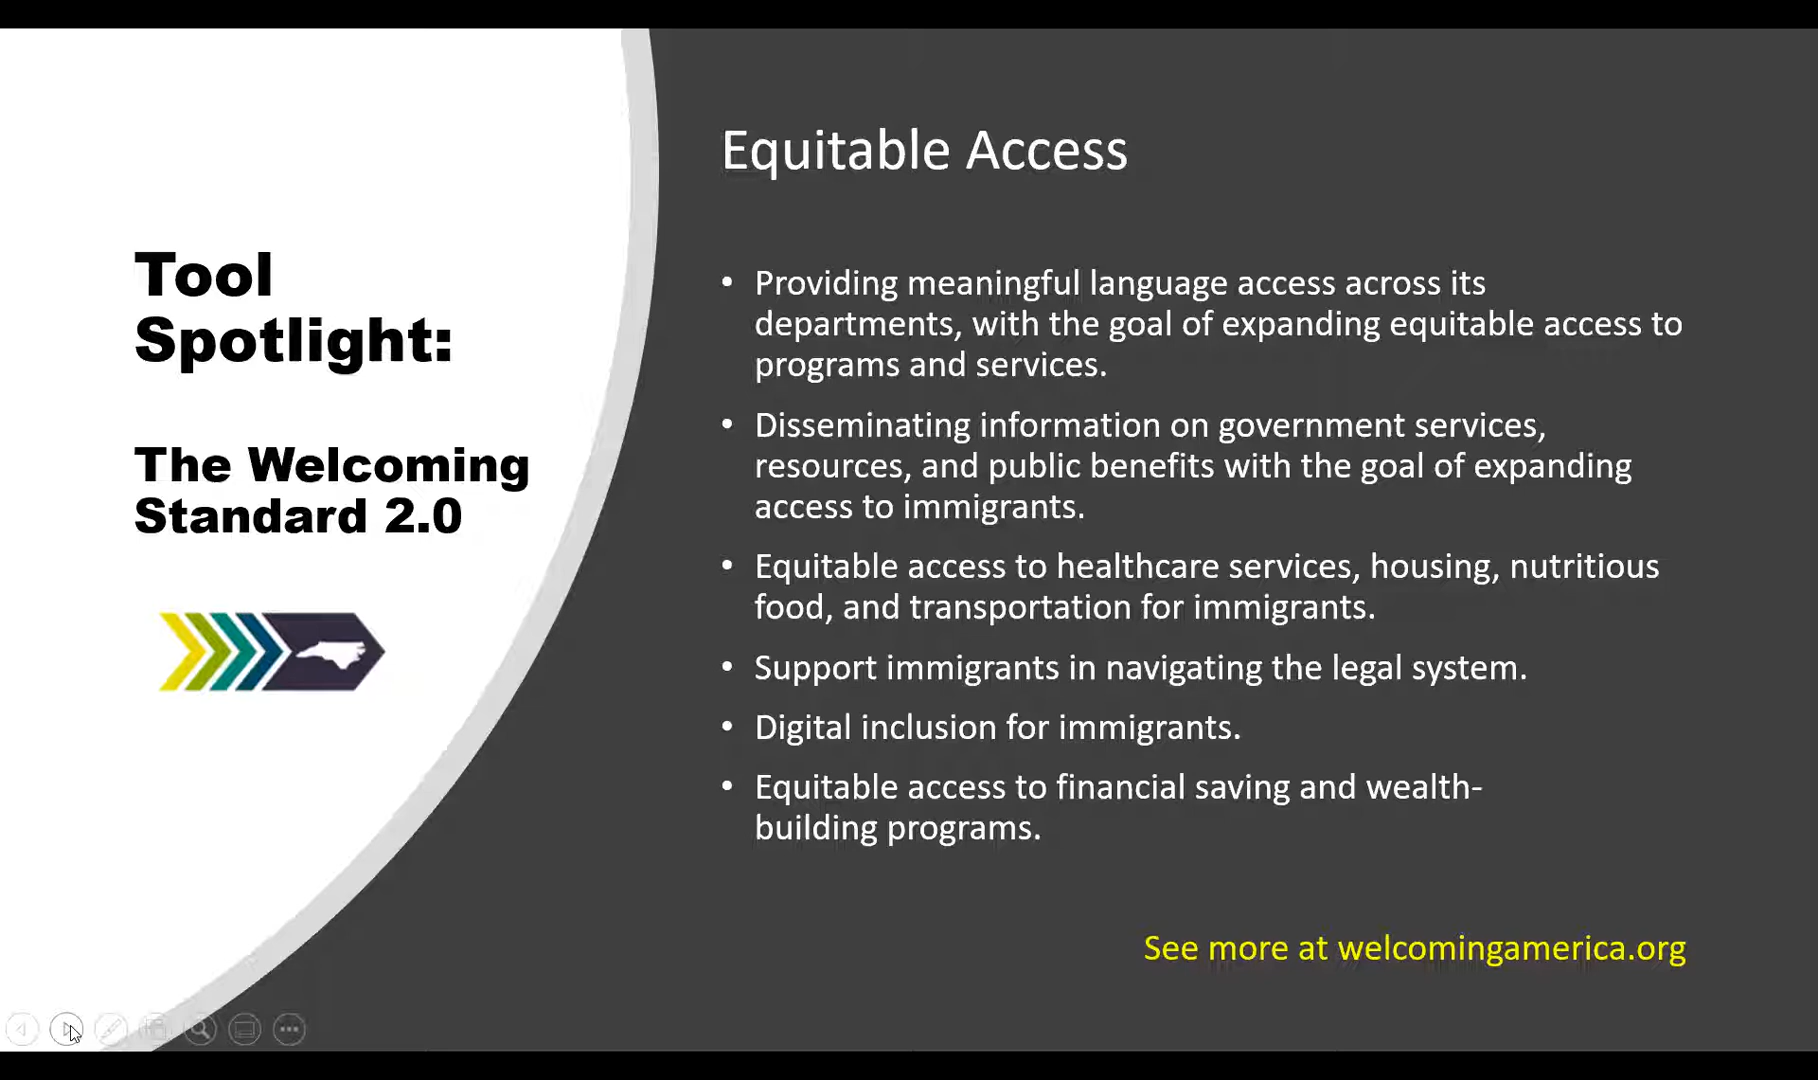 Tool
Spotlight:
The Welcoming
Standard 2.0
Equitable Access
• Providing meaningful language access across its
departments, with the goal of expanding equitable access to
programs and services.
• Disseminating information on government services,
resources, and public benefits with the goal of expanding
access to immigrants.
• Equitable access to healthcare services, housing, nutritious
food, and transportation for immigrants.
• Support immigrants in navigating the legal system.
• Digital inclusion for immigrants.
• Equitable access to financial saving and wealth-
building programs.
See more at welcomingamerica.org